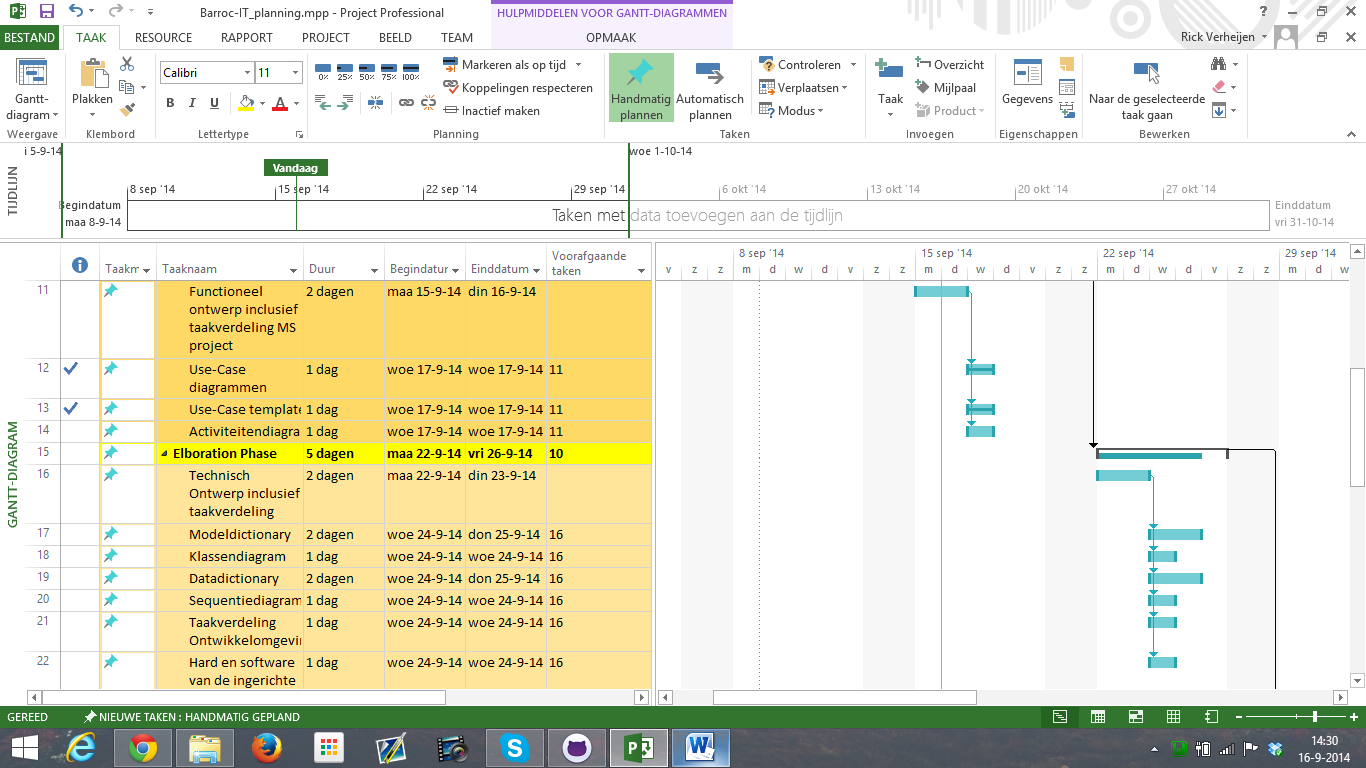 Barroc-IT_planning.mpp - Project Professional
HULPMIDDELEN VOOR GANTT-DIAGRAMMEN
BESTAND TAAK RESOURCE RAPPORT PROJECT BEELD TEAM OPMAAK
Rick Verheijen
Gantt-diagram
Weergave
Plakken
Klembord
Calibri 11
B I U
Lettertype
0% 25% 50% 75% 100%
Markeren als op tijd
Koppelingen respecteren
Inactief maken
Planning
Handmatig plannen
Automatisch plannen
Controleren
Verplaatsen
Modus
Taken
Taak
Overzicht
Mijlpaal
Product
Invoegen
Gegevens
Eigenschappen
Naar de geselecteerde taak gaan
Bewerken
TIJDLIJN
i 5-9-14
woe 1-10-14
Vandaag
8 sep '14 15 sep '14 22 sep '14 29 sep '14 6 okt '14 13 okt '14 20 okt '14 27 okt '14
Begindatum
maa 8-9-14
Taken met data toevoegen aan de tijdlijn
Einddatum
vri 31-10-14
GANTT-DIAGRAM
Taakm Taaknaam Duur Begindatum Einddatum Voorafgaande taken
8 sep '14 15 sep '14 22 sep '14 29 sep '14
v z z m d w d v z z m d w d v z z m d w d v z z m d w
11 Functioneel ontwerp inclusief taakverdeling MS project 2 dagen maa 15-9-14 din 16-9-14
12 Use-Case diagrammen 1 dag woe 17-9-14 woe 17-9-14 11
13 Use-Case template 1 dag woe 17-9-14 woe 17-9-14 11
14 Activiteitendiagra 1 dag woe 17-9-14 woe 17-9-14 11
15 Elboration Phase 5 dagen maa 22-9-14 vri 26-9-14 10
16 Technisch Ontwerp inclusief taakverdeling 2 dagen maa 22-9-14 din 23-9-14
17 Modeldictionary 2 dagen woe 24-9-14 don 25-9-14 16
18 Klassendiagram 1 dag woe 24-9-14 woe 24-9-14 16
19 Datadictionary 2 dagen woe 24-9-14 don 25-9-14 16
20 Sequentiediagram 1 dag woe 24-9-14 woe 24-9-14 16
21 Taakverdeling Ontwikkelomgevin 1 dag woe 24-9-14 woe 24-9-14 16
22 Hard en software van de ingerichte 1 dag woe 24-9-14 woe 24-9-14 16
GEREED NIEUWE TAKEN : HANDMATIG GEPLAND
14:30
16-9-2014